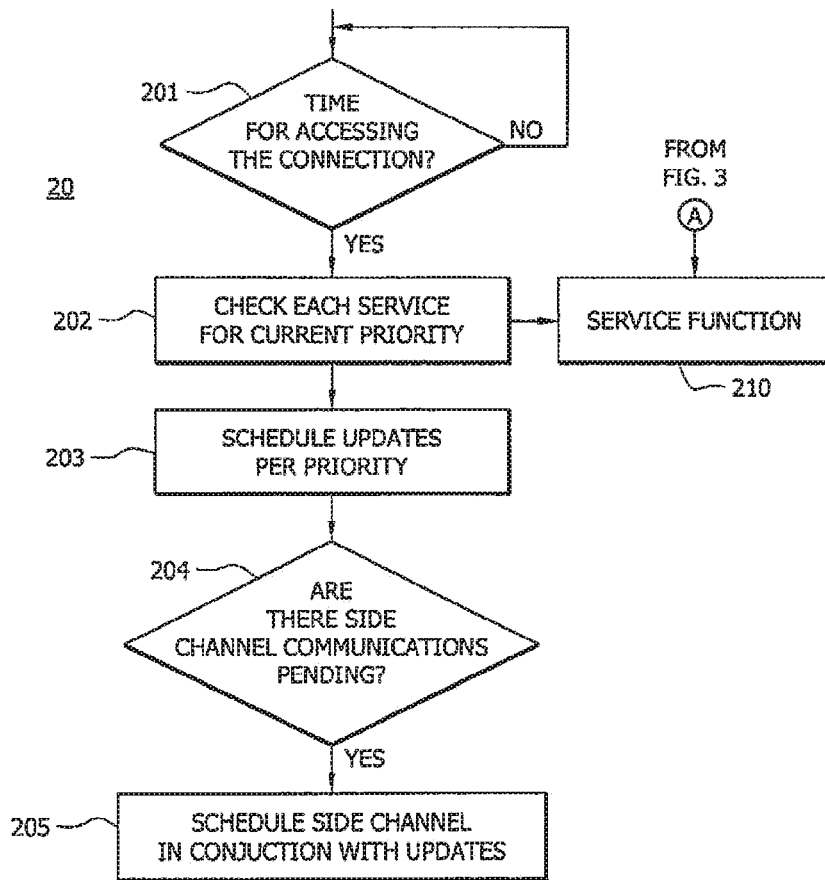 201
TIME
FOR ACCESSING
THE CONNECTION?
NO
20
FROM
FIG. 3
A
YES
202
CHECK EACH SERVICE
FOR CURRENT PRIORITY
SERVICE FUNCTION
210
203
SCHEDULE UPDATES
PER PRIORITY
204
ARE
THERE SIDE
CHANNEL COMMUNICATIONS
PENDING?
YES
205
SCHEDULE SIDE CHANNEL
IN CONJUCTION WITH UPDATES